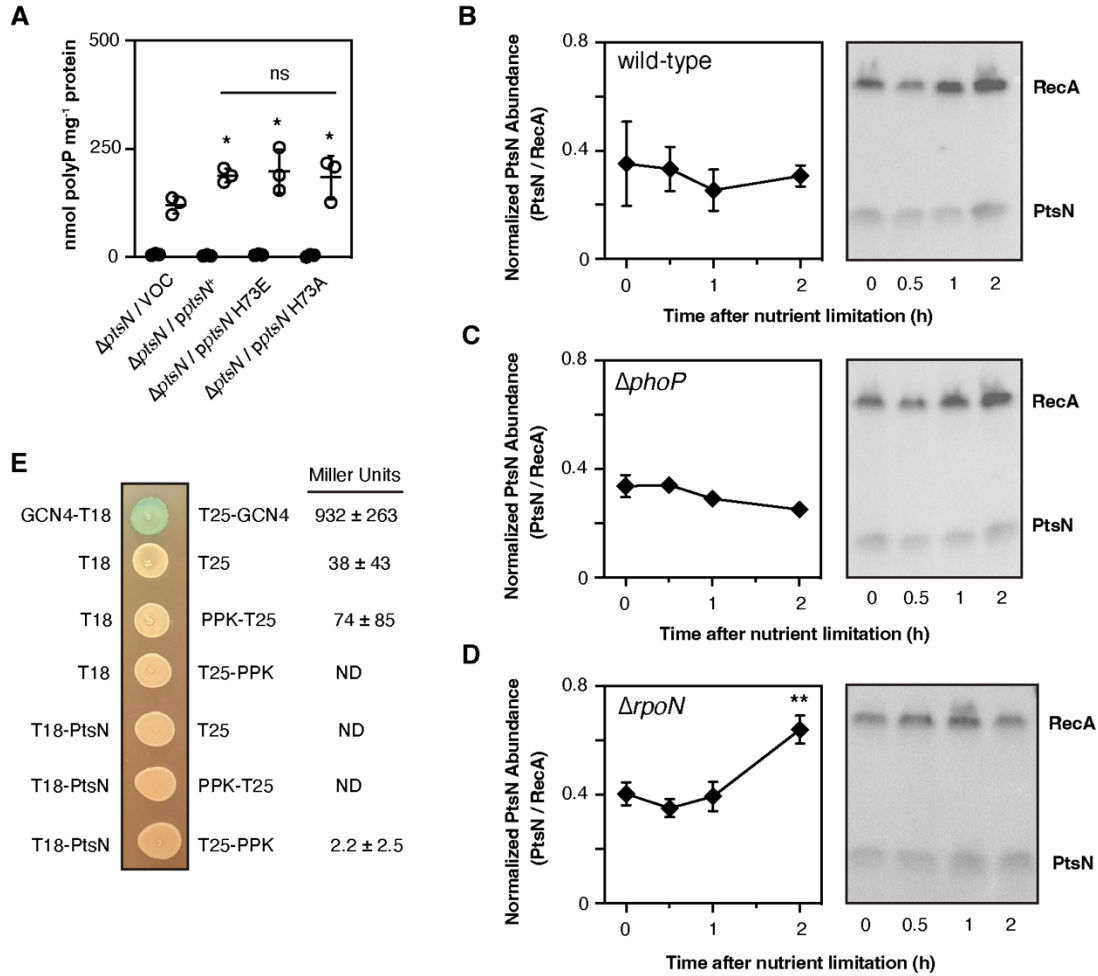 A
500
250
0
nmol polyP mg⁻¹ protein
ns
*
*
*
ΔptsN / VOC
ΔptsN / pptsN⁺
ΔptsN / pptsN H73E
ΔptsN / pptsN H73A
B
0.8
0.4
0
Normalized PtsN Abundance
(PtsN / RecA)
wild-type
0 1 2
Time after nutrient limitation (h)
RecA
PtsN
0 0.5 1 2
C
0.8
0.4
0
Normalized PtsN Abundance
(PtsN / RecA)
ΔphoP
0 1 2
Time after nutrient limitation (h)
RecA
PtsN
0 0.5 1 2
D
0.8
0.4
0
Normalized PtsN Abundance
(PtsN / RecA)
ΔrpoN
**
0 1 2
Time after nutrient limitation (h)
RecA
PtsN
0 0.5 1 2
E
Miller Units
GCN4-T18 T25-GCN4 932 ± 263
T18 T25 38 ± 43
T18 PPK-T25 74 ± 85
T18 T25-PPK ND
T18-PtsN T25 ND
T18-PtsN PPK-T25 ND
T18-PtsN T25-PPK 2.2 ± 2.5